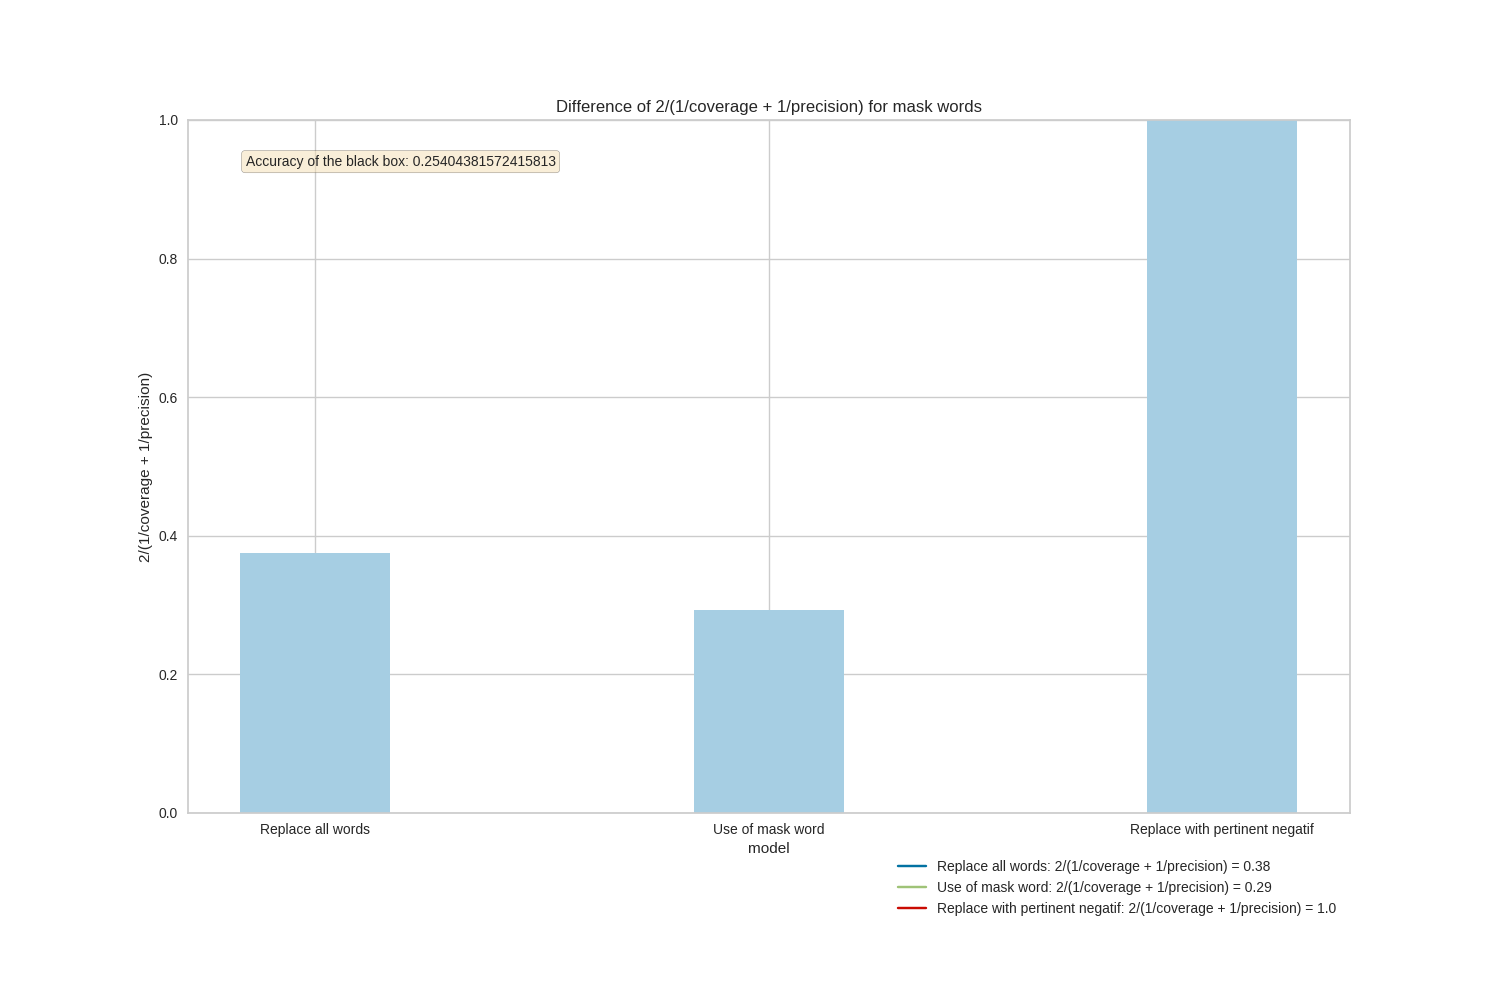 Difference of 2/(1/coverage + 1/precision) for mask words
1.0
Accuracy of the black box: 0.25404381572415813
0.8
0.6
0.4
0.2
0.0
2/(1/coverage + 1/precision)
Replace all words
Use of mask word
Replace with pertinent negatif
model
Replace all words: 2/(1/coverage + 1/precision) = 0.38
Use of mask word: 2/(1/coverage + 1/precision) = 0.29
Replace with pertinent negatif: 2/(1/coverage + 1/precision) = 1.0